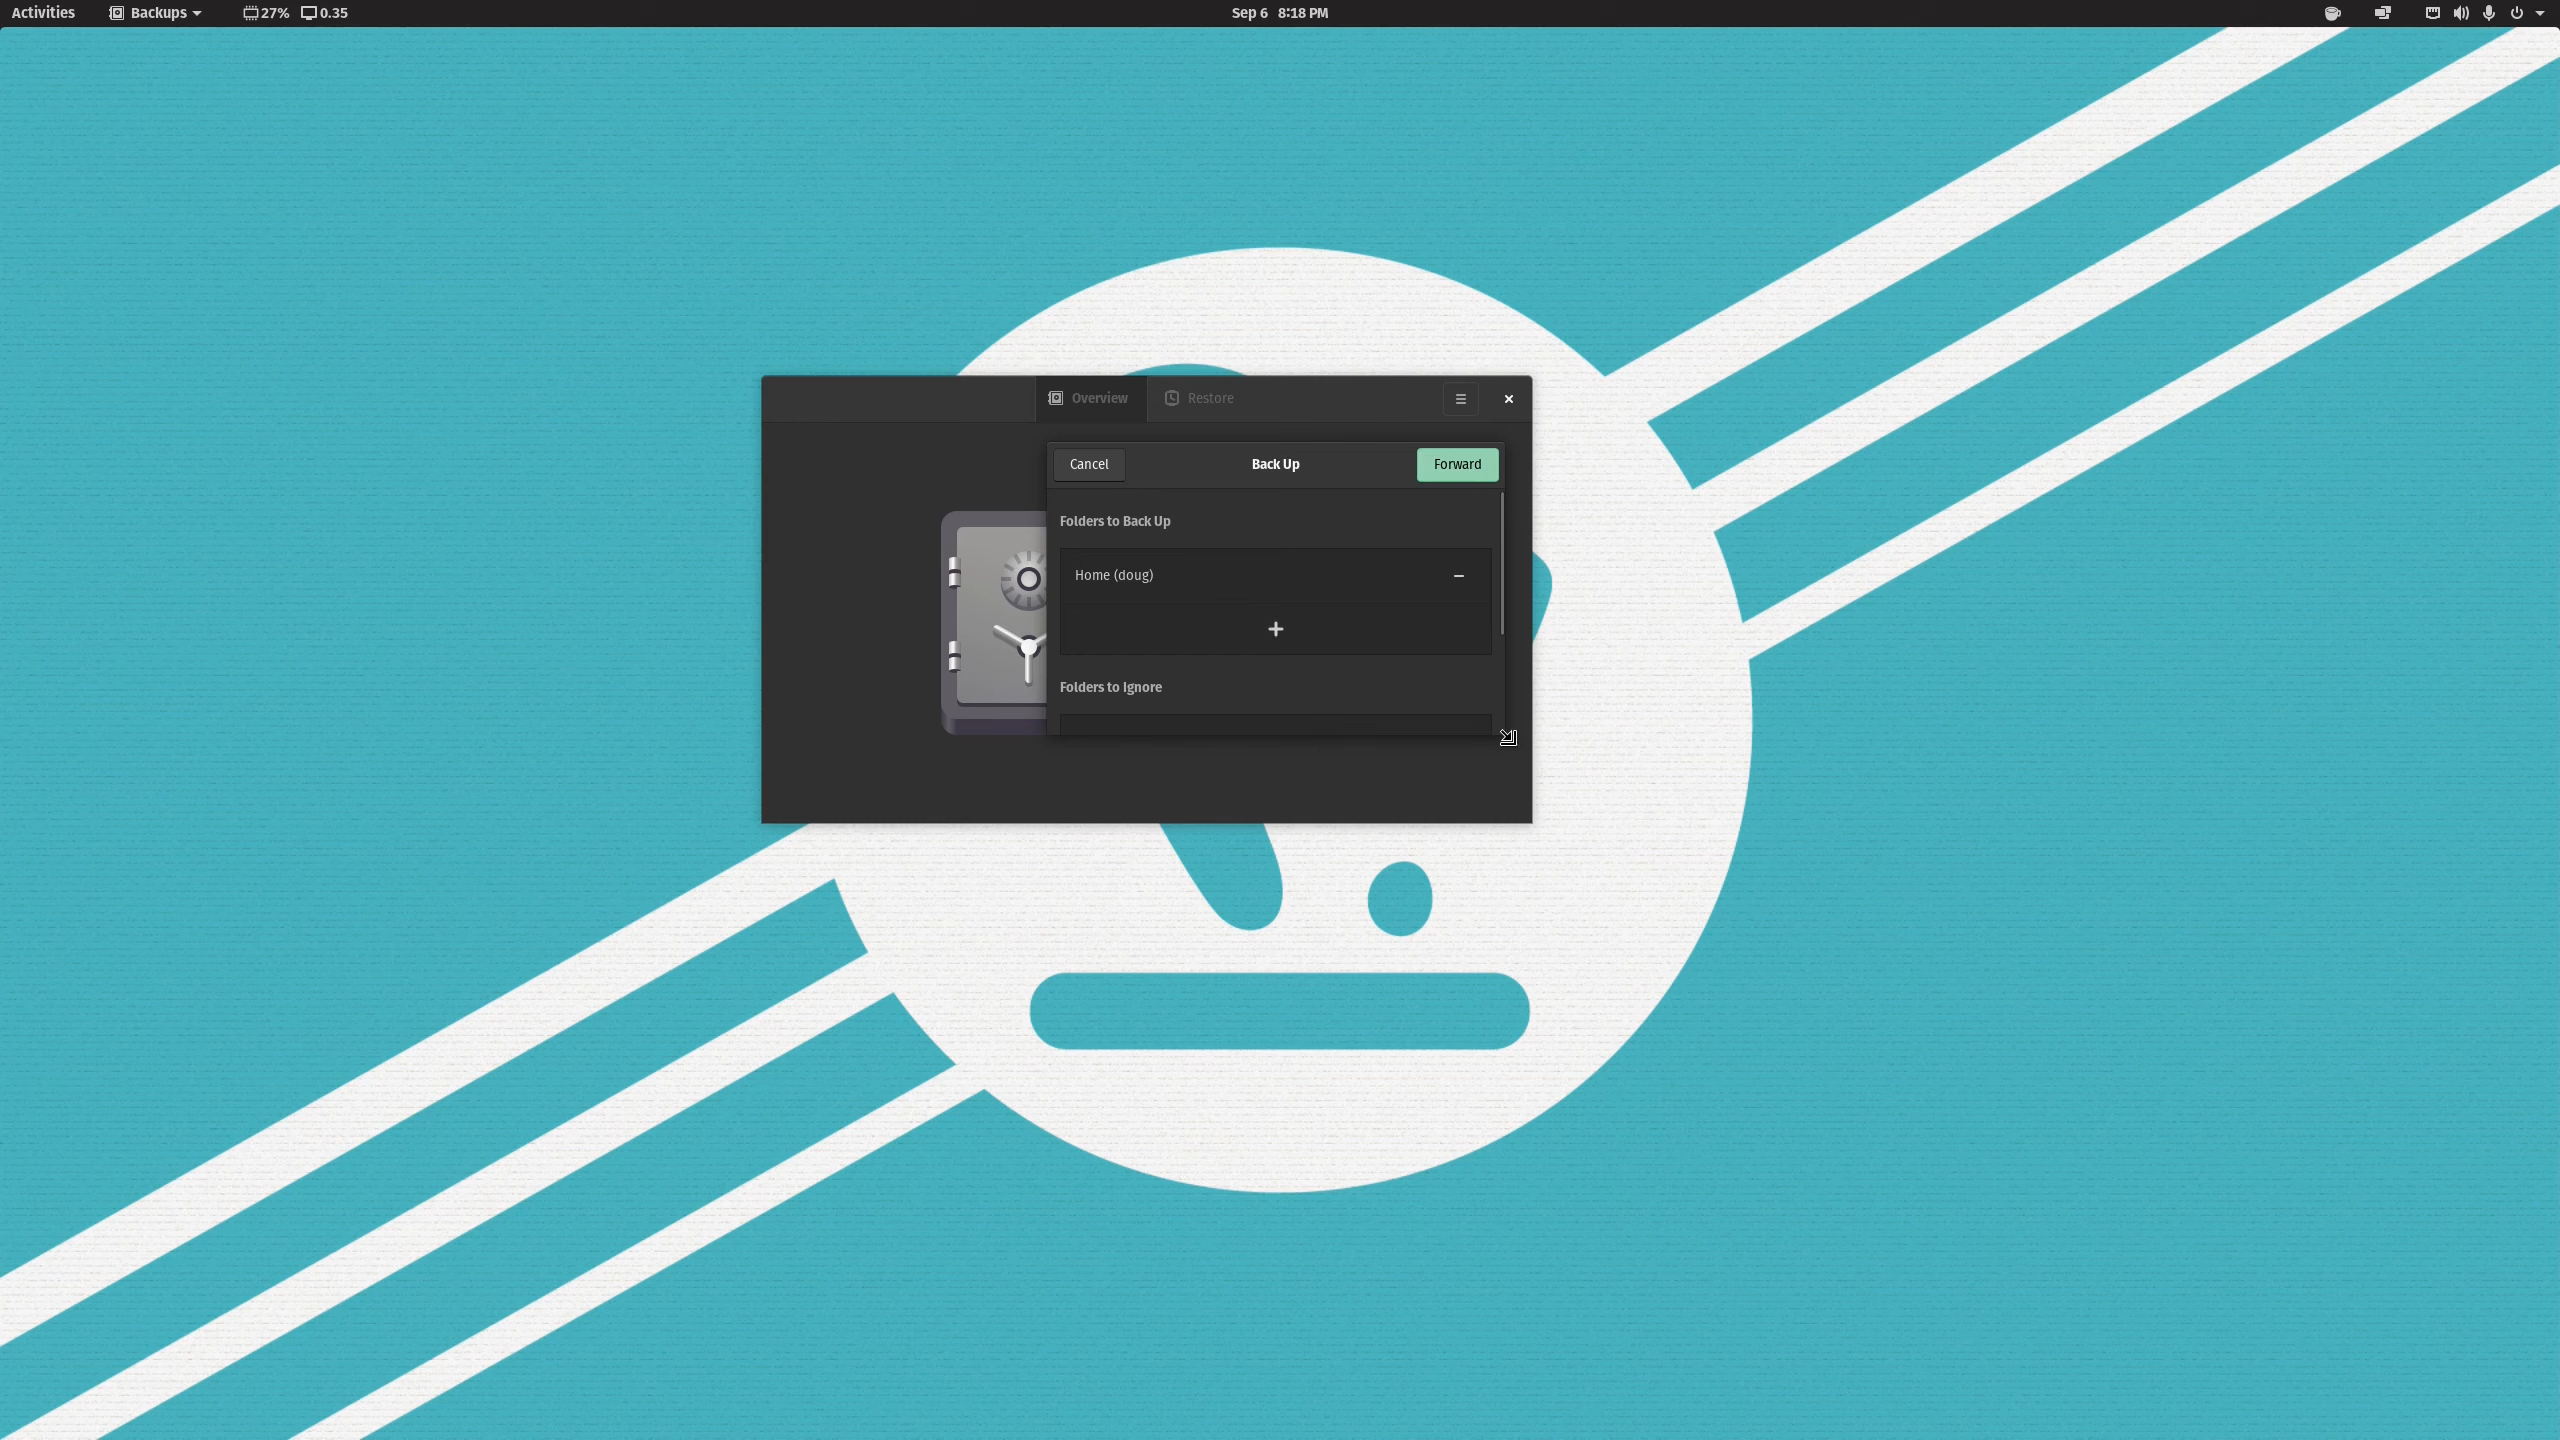 Activities Backups 27% 0.35 Sep 6 8:18 PM
Overview Restore
Cancel Back Up Forward
Folders to Back Up
Home (doug)
Folders to Ignore